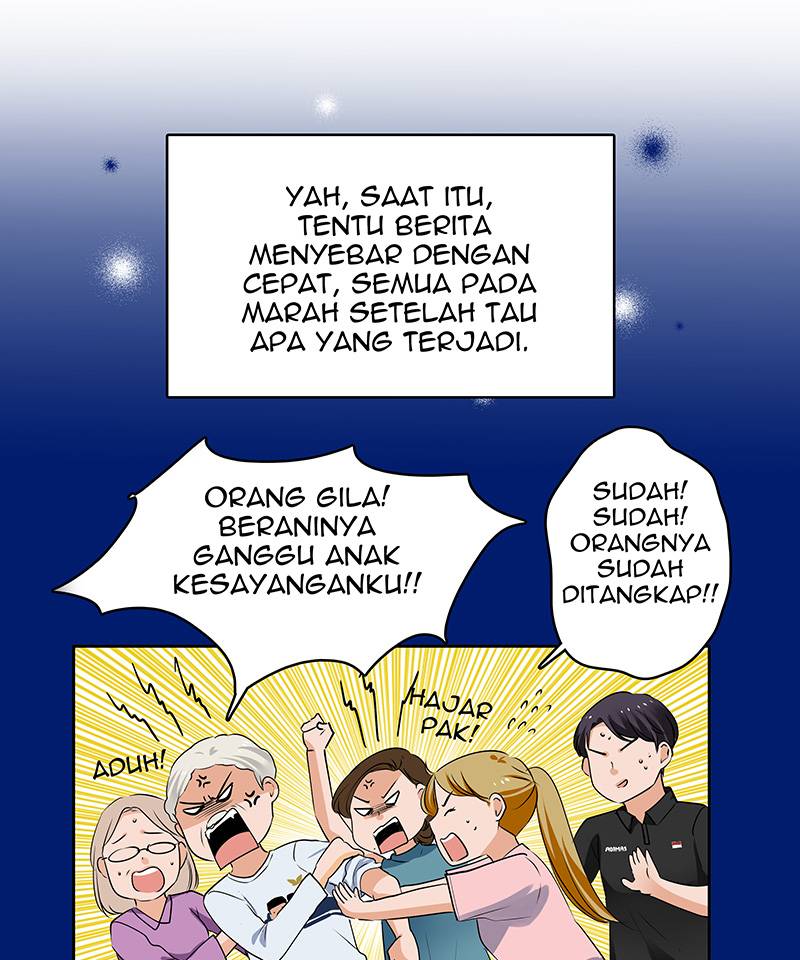 YAH, SAAT ITU,
TENTU BERITA
MENYEBAR DENGAN
CEPAT, SEMUA PADA
MARAH SETELAH TAU
APA YANG TERJADI.
ORANG GILA!
BERANINYA
GANGGU ANAK
KESAYANGANKU!!
SUDAH!
SUDAH!
ORANGNYA
SUDAH
DITANGKAP!!
HAJAR
PAK!
ADUH!